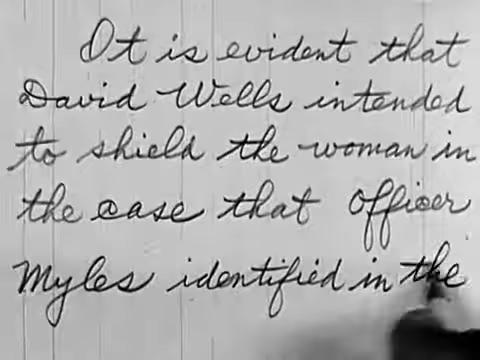 It is evident that
David Wells intended
to shield the woman in
the case that officer
Myles identified in the